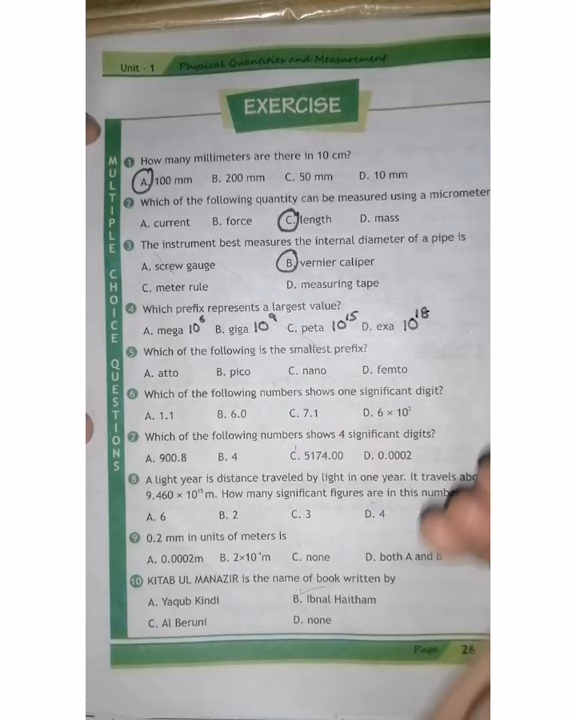 Unit - 1 Physical Quantities and Measurement
EXERCISE
MULTIPLE CHOICE QUESTIONS
1 How many millimeters are there in 10 cm?
A. 100 mm B. 200 mm C. 50 mm D. 10 mm
2 Which of the following quantity can be measured using a micrometer
A. current B. force C. length D. mass
3 The instrument best measures the internal diameter of a pipe is
A. screw gauge B. vernier caliper
C. meter rule D. measuring tape
4 Which prefix represents a largest value?
A. mega 10⁶ B. giga 10⁹ C. peta 10¹⁵ D. exa 10¹⁸
5 Which of the following is the smallest prefix?
A. atto B. pico C. nano D. femto
6 Which of the following numbers shows one significant digit?
A. 1.1 B. 6.0 C. 7.1 D. 6 × 10²
7 Which of the following numbers shows 4 significant digits?
A. 900.8 B. 4 C. 5174.00 D. 0.0002
8 A light year is distance traveled by light in one year. It travels abo
9.460 × 10¹⁵ m. How many significant figures are in this numbe
A. 6 B. 2 C. 3 D. 4
9 0.2 mm in units of meters is
A. 0.0002m B. 2×10⁻⁴m C. none D. both A and B
10 KITAB UL MANAZIR is the name of book written by
A. Yaqub Kindi B. Ibnal Haitham
C. Al Beruni D. none
Page 26